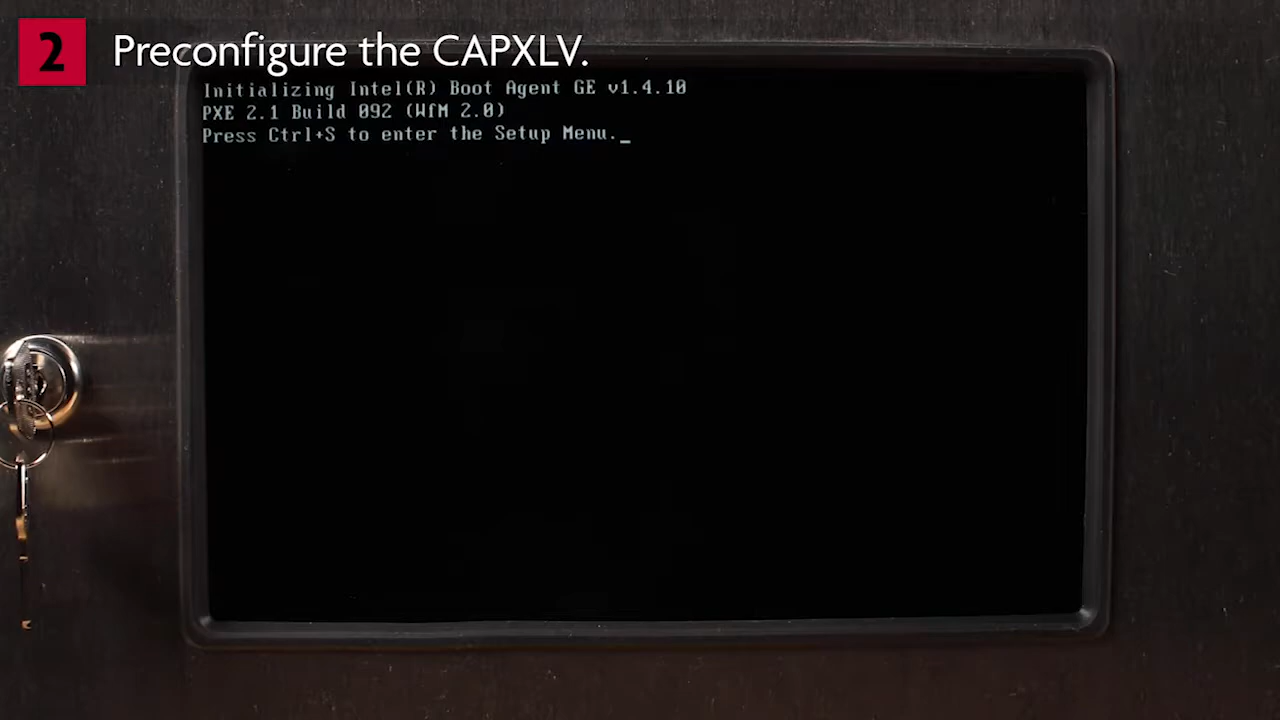 2 Preconfigure the CAPXLV.
Initializing Intel(R) Boot Agent GE v1.4.10
PXE 2.1 Build 092 (WfM 2.0)
Press Ctrl+S to enter the Setup Menu._